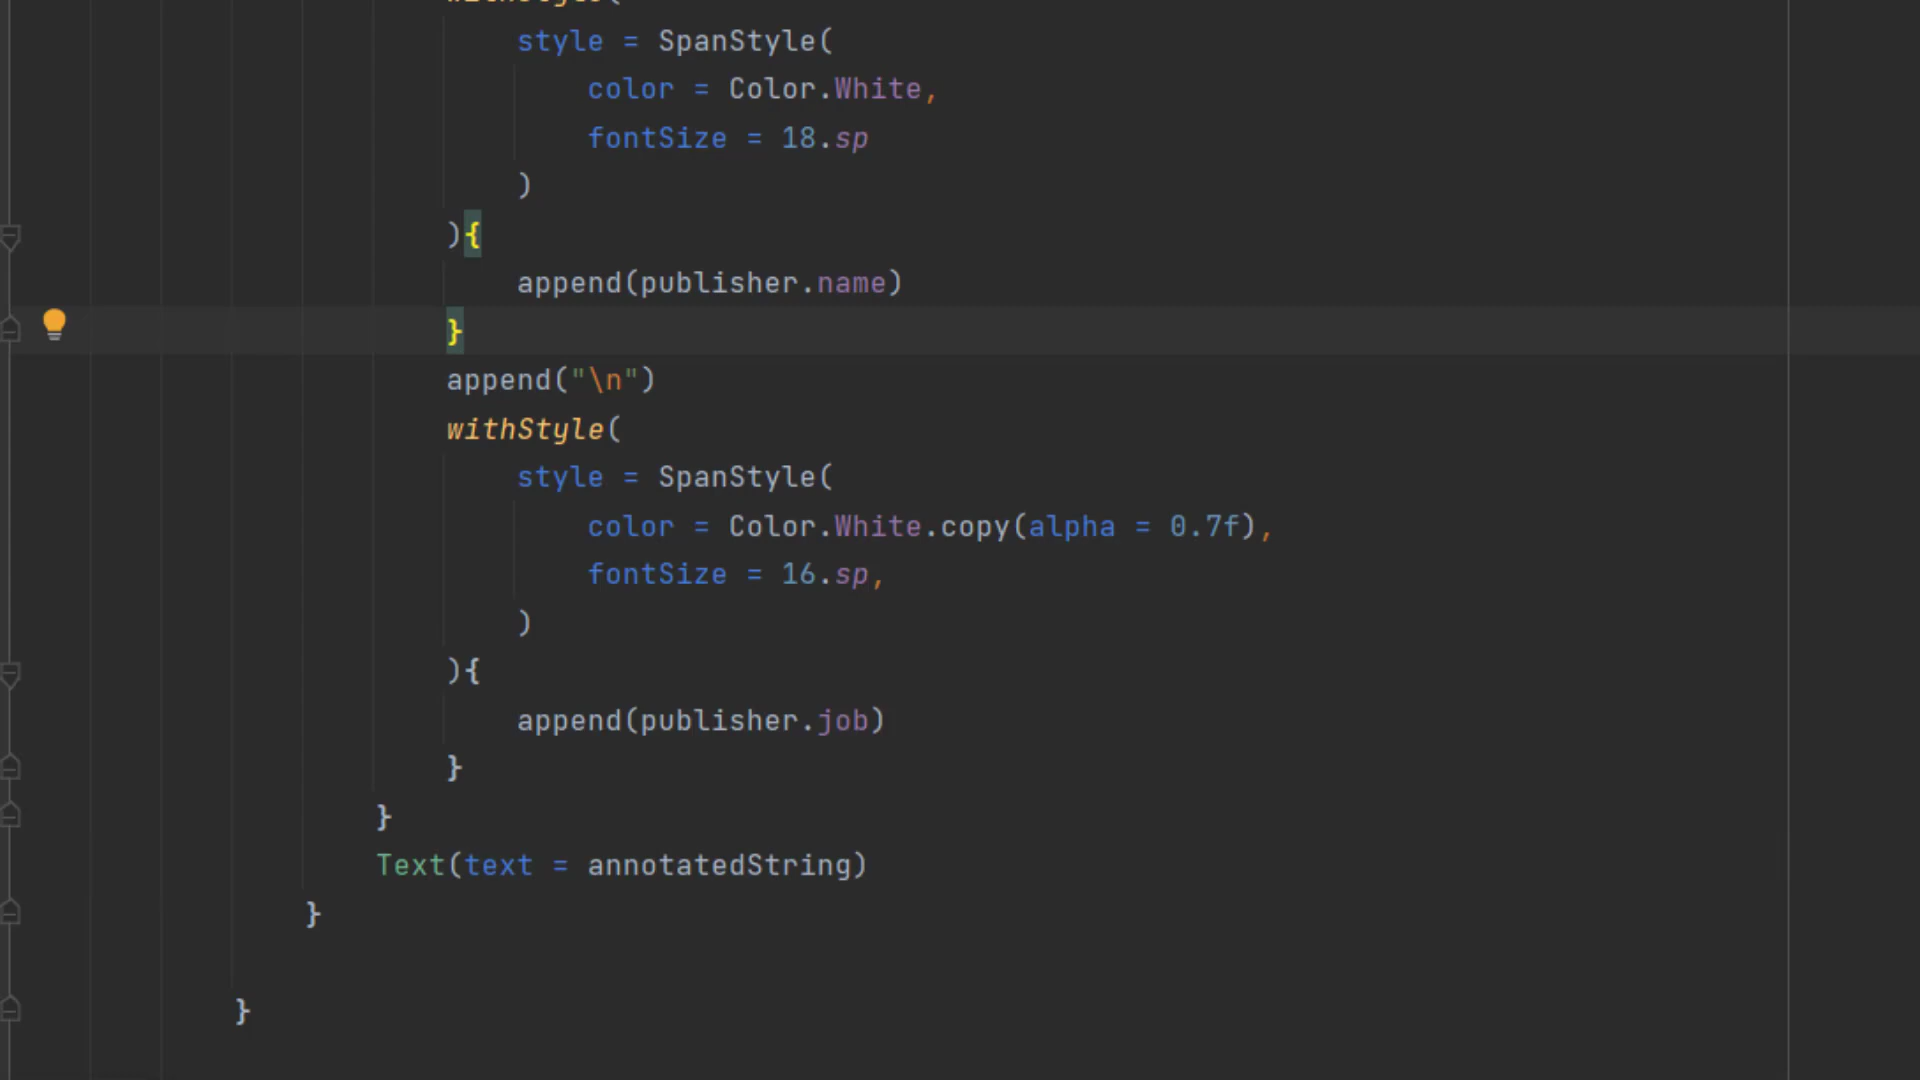 withStyle(
style = SpanStyle(
color = Color.White,
fontSize = 18.sp
)
){
append(publisher.name)
}
append("\n")
withStyle(
style = SpanStyle(
color = Color.White.copy(alpha = 0.7f),
fontSize = 16.sp,
)
){
append(publisher.job)
}
}
Text(text = annotatedString)
}
}